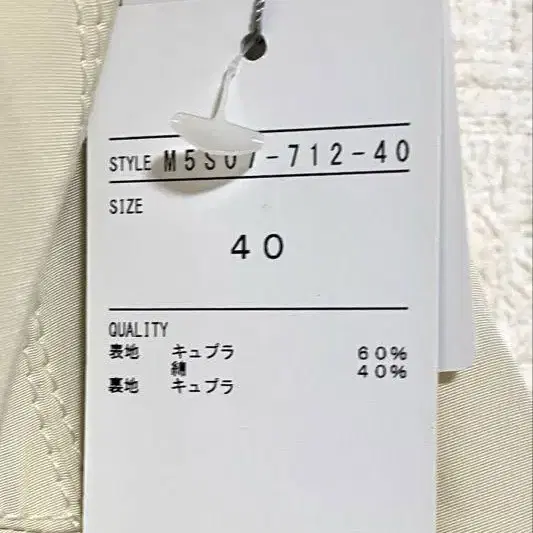 STYLE M5S07-712-40
SIZE
40
QUALITY
表地 キュプラ 60%
綿 40%
裏地 キュプラ